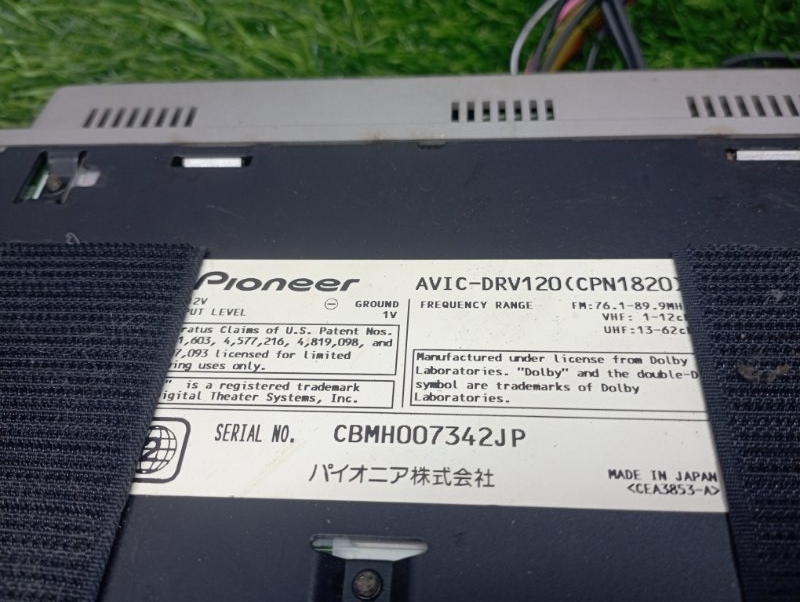 Pioneer
AVIC-DRV120(CPN1820)
2V
GROUND
PUT LEVEL
1V
FREQUENCY RANGE
FM:76.1-89.9MH
VHF: 1-12c
UHF:13-62c
ratus Claims of U.S. Patent Nos.
1,603, 4,577,216, 4,819,098, and
7,093 licensed for limited
ing uses only.
" is a registered trademark
igital Theater Systems, Inc.
Manufactured under license from Dolby
Laboratories. "Dolby" and the double-D
symbol are trademarks of Dolby
Laboratories.
2
SERIAL NO. CBMH007342JP
パイオニア株式会社
MADE IN JAPAN
<CEA3853-A>